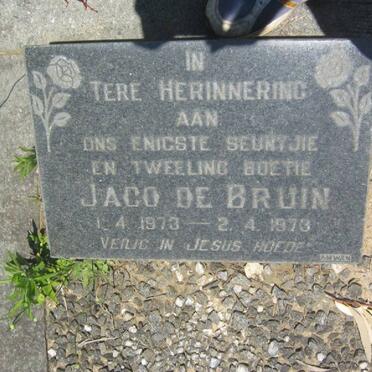 IN
TERE HERINNERING
AAN
ONS ENIGSTE SEUNTJIE
EN TWEELING BOETIE
JACO DE BRUIN
1. 4. 1973 — 2. 4. 1973
VEILIG IN JESUS HOEDE